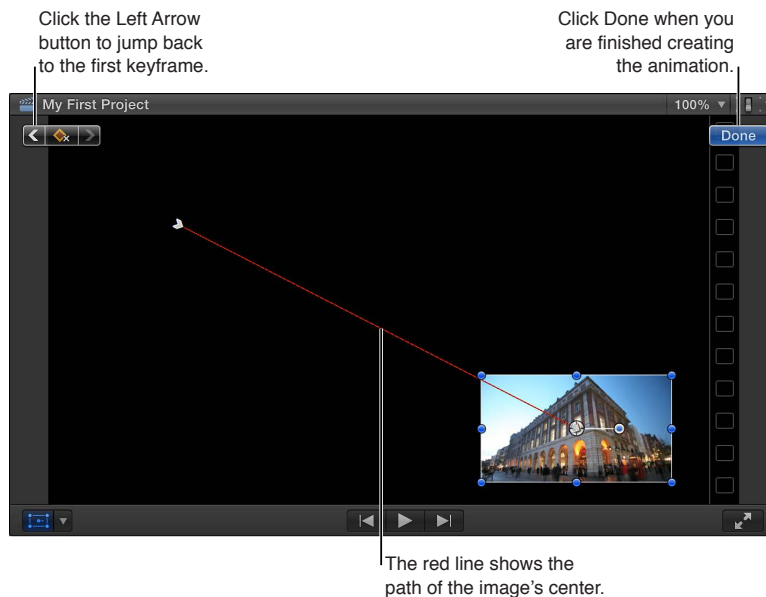 Click the Left Arrow
button to jump back
to the first keyframe.
Click Done when you
are finished creating
the animation.
My First Project
100%
Done
The red line shows the
path of the image’s center.